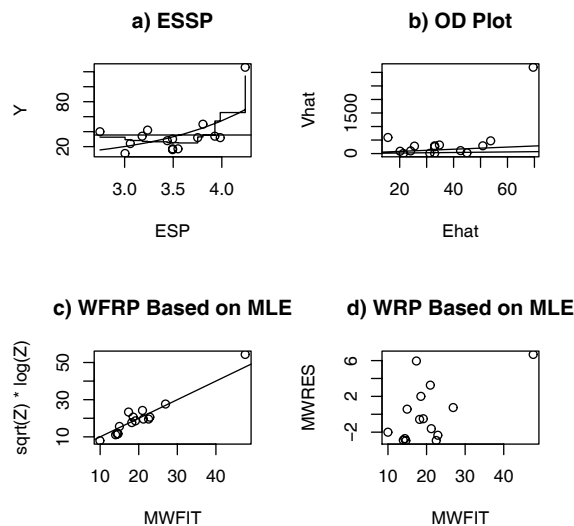 a) ESSP
Y
20
80
3.0 3.5 4.0
ESP
b) OD Plot
Vhat
0
1500
20 30 40 50 60
Ehat
c) WFRP Based on MLE
sqrt(Z) * log(Z)
10
30
50
10 20 30 40
MWFIT
d) WRP Based on MLE
MWRES
−2
2
6
10 20 30 40
MWFIT